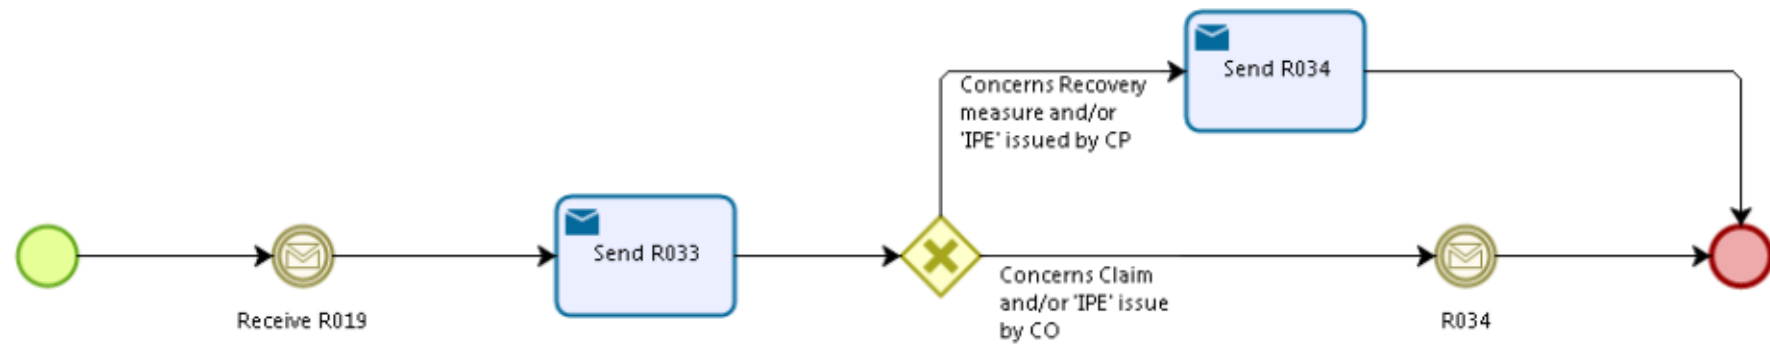 Send R034
Concerns Recovery
measure and/or
'IPE' issued by CP
Send R033
Receive R019
Concerns Claim
and/or 'IPE' issue
by CO
R034